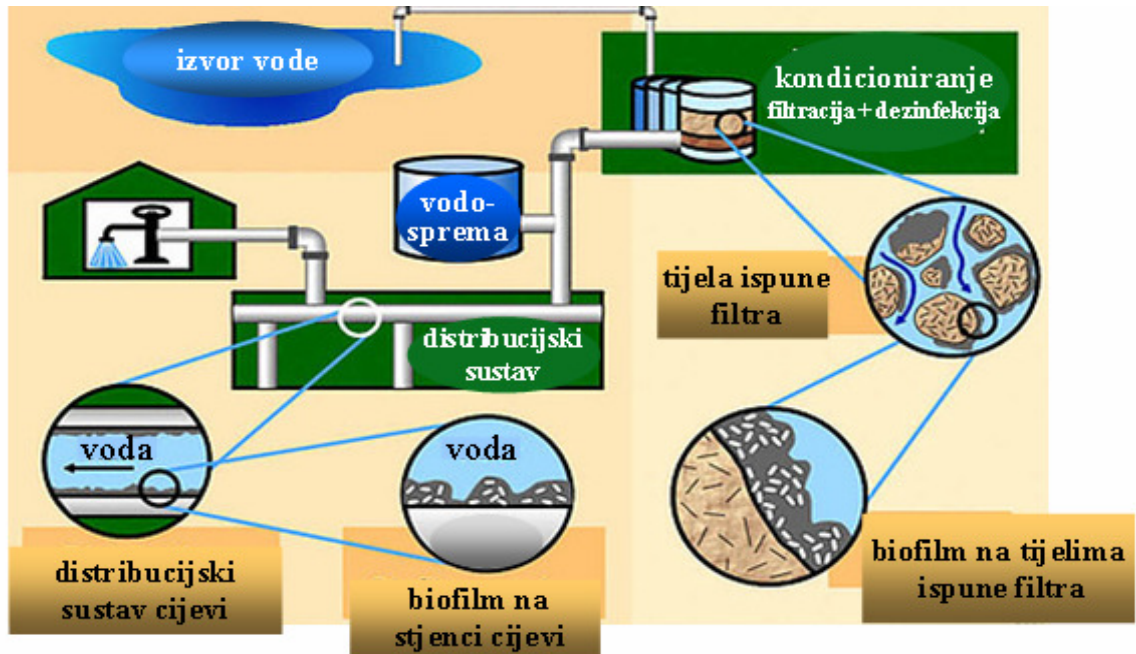 izvor vode
kondicioniranje
filtracija + dezinfekcija
vodo-
sprema
tijela ispune
filtra
distribucijski
sustav
voda
voda
distribucijski
sustav cijevi
biofilm na
stjenci cijevi
biofilm na tijelima
ispune filtra